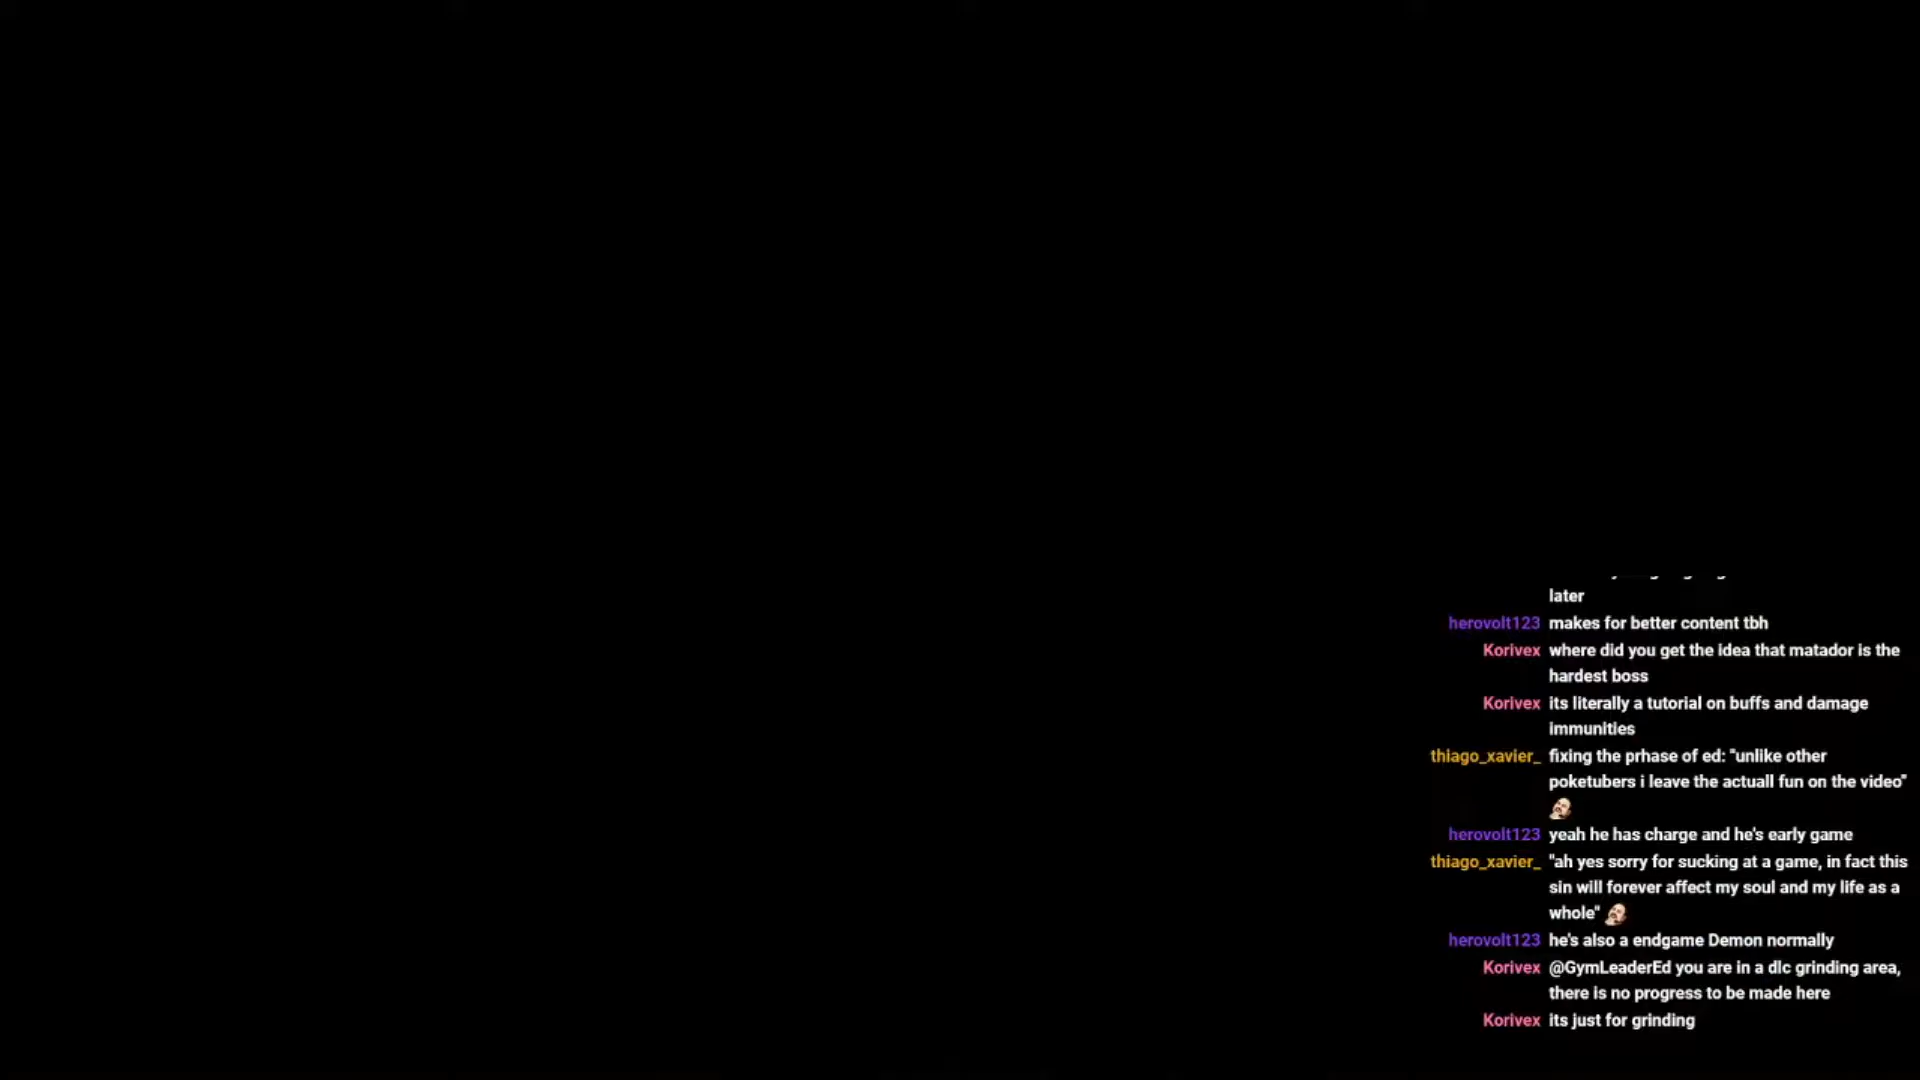 later
herovolt123 makes for better content tbh
Korivex where did you get the idea that matador is the
hardest boss
Korivex its literally a tutorial on buffs and damage
immunities
thiago_xavier_ fixing the prhase of ed: "unlike other
poketubers i leave the actuall fun on the video"
herovolt123 yeah he has charge and he's early game
thiago_xavier_ "ah yes sorry for sucking at a game, in fact this
sin will forever affect my soul and my life as a
whole"
herovolt123 he's also a endgame Demon normally
Korivex @GymLeaderEd you are in a dlc grinding area,
there is no progress to be made here
Korivex its just for grinding